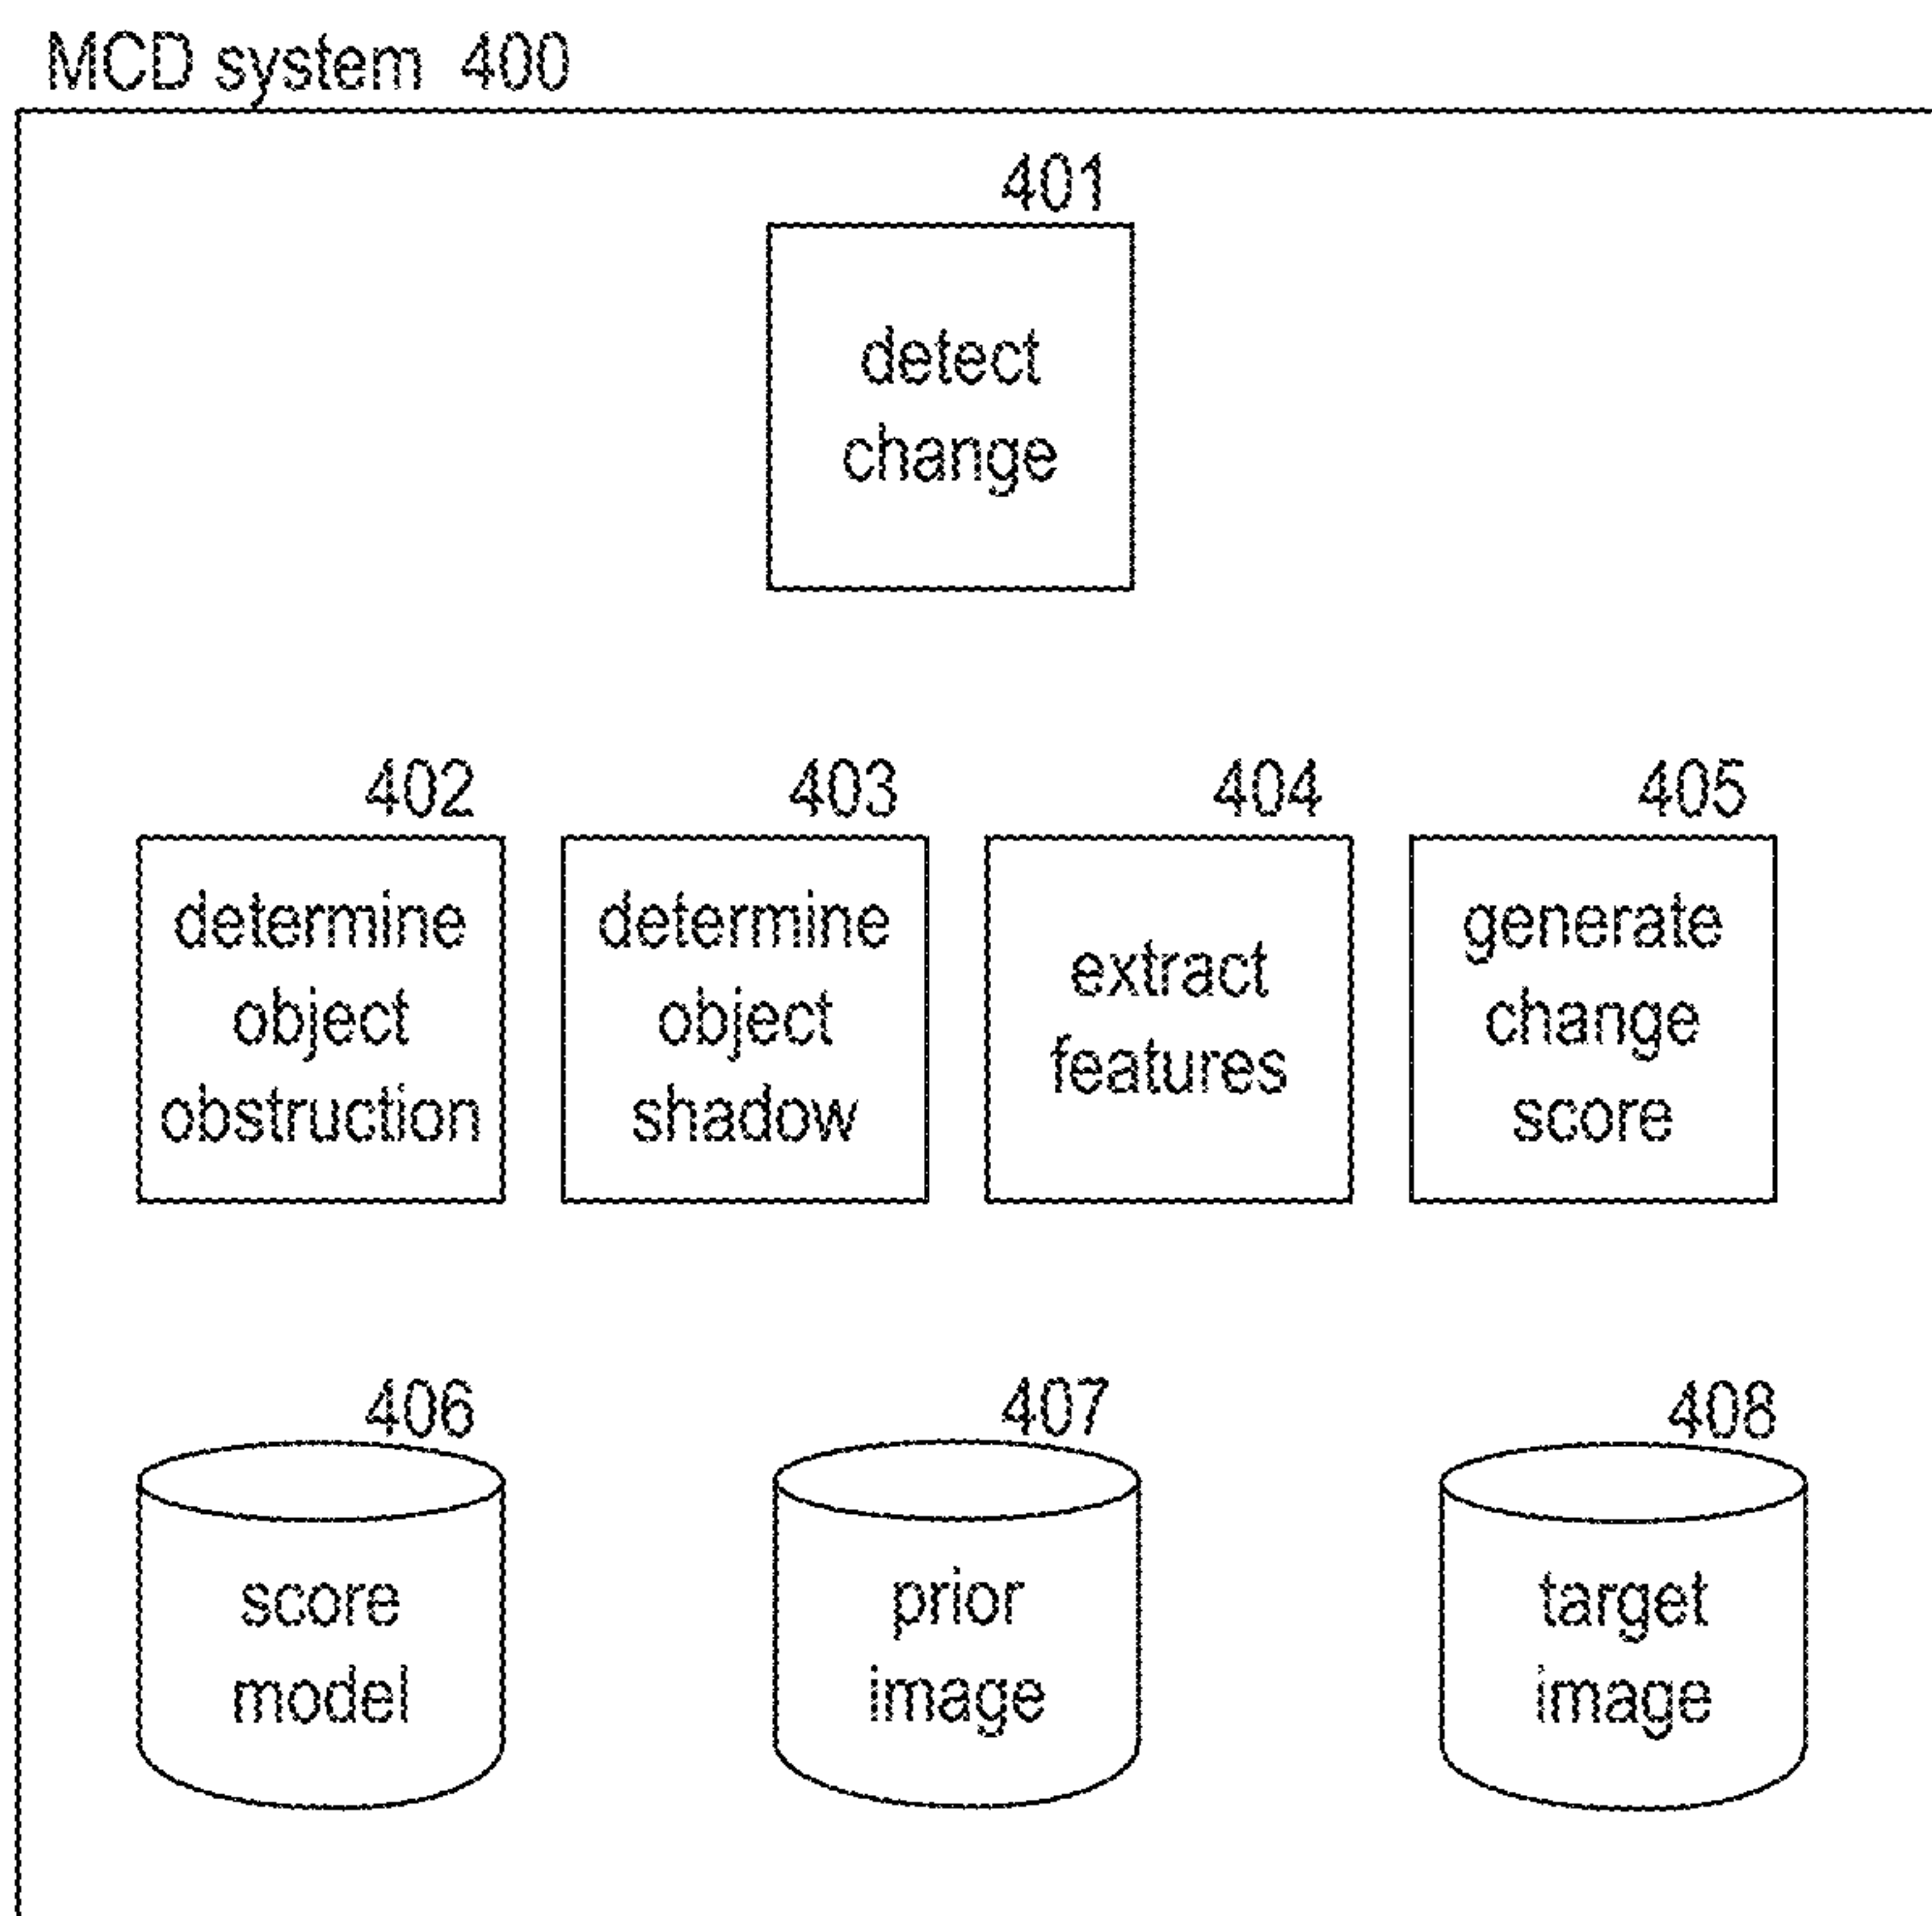 MCD system 400
401
detect
change
402
403
404
405
determine
object
obstruction
determine
object
shadow
extract
features
generate
change
score
406
407
408
score
model
prior
image
target
image